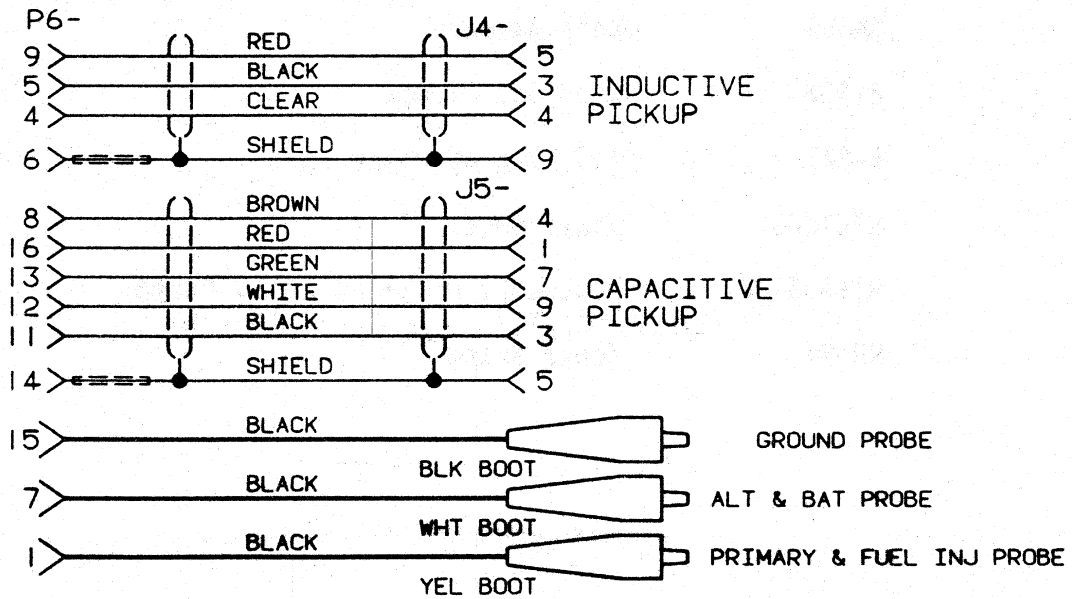 P6- J4-
9 RED 5
5 BLACK 3 INDUCTIVE
4 CLEAR 4 PICKUP
6 SHIELD 9
J5-
8 BROWN 4
16 RED 1
13 GREEN 7
12 WHITE 9 CAPACITIVE
11 BLACK 3 PICKUP
14 SHIELD 5
15 BLACK GROUND PROBE
BLK BOOT
7 BLACK ALT & BAT PROBE
WHT BOOT
1 BLACK PRIMARY & FUEL INJ PROBE
YEL BOOT